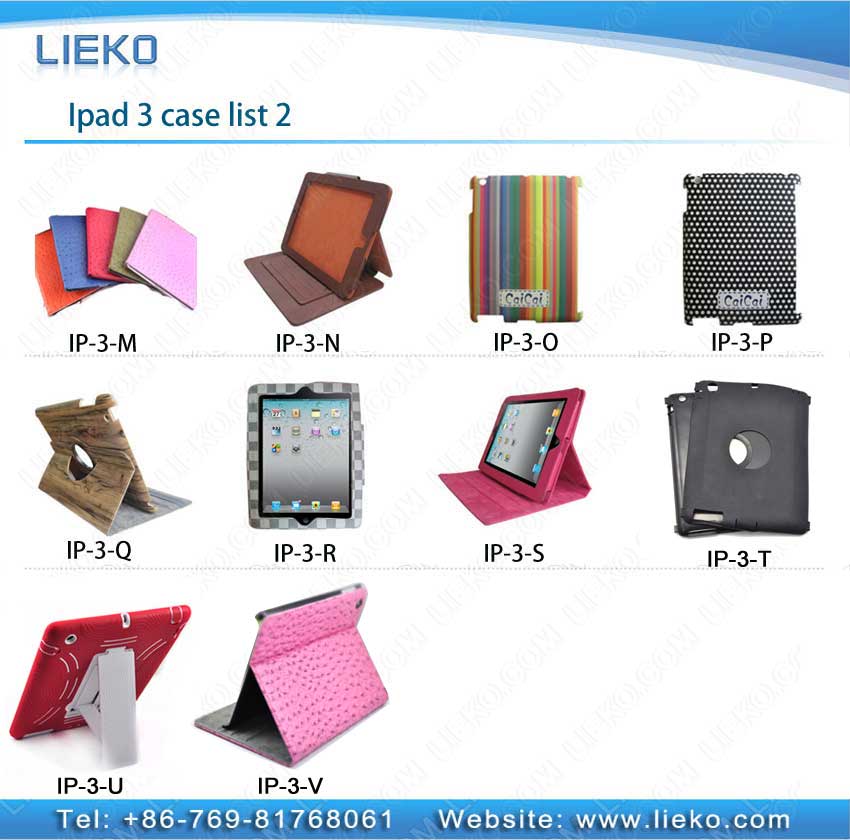 LIEKO
Ipad 3 case list 2
IP-3-M
IP-3-N
CaiCai
IP-3-O
CaiCai
IP-3-P
IP-3-Q
IP-3-R
IP-3-S
IP-3-T
IP-3-U
IP-3-V
Tel: +86-769-81768061 Website: www.lieko.com